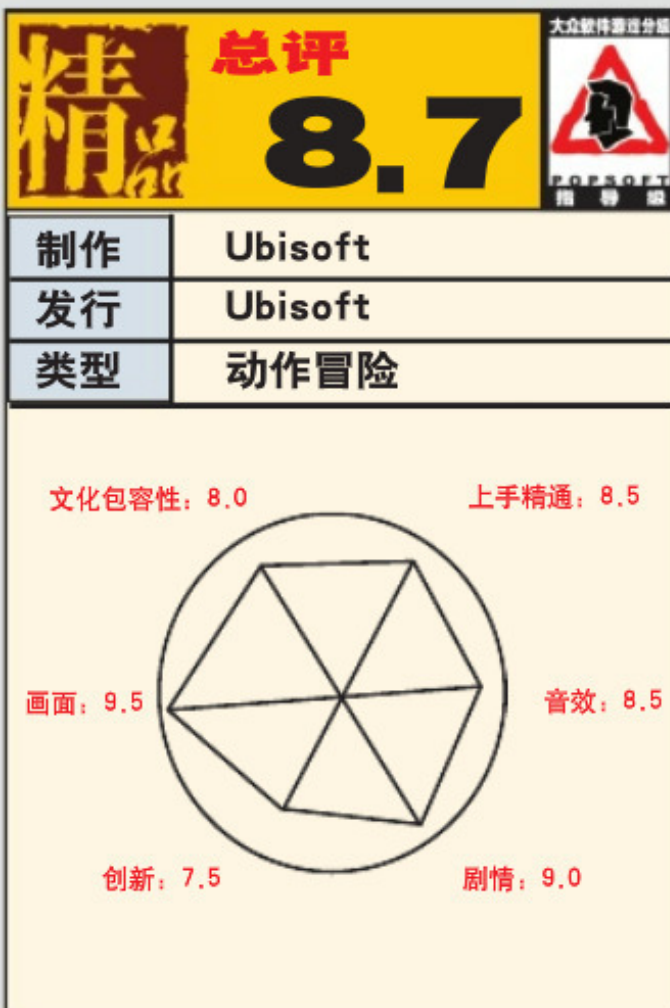 精品
总评
8.7
大众软件游戏分级
POPSOFT
指导级
制作 Ubisoft
发行 Ubisoft
类型 动作冒险
文化包容性：8.0
上手精通：8.5
画面：9.5
音效：8.5
创新：7.5
剧情：9.0